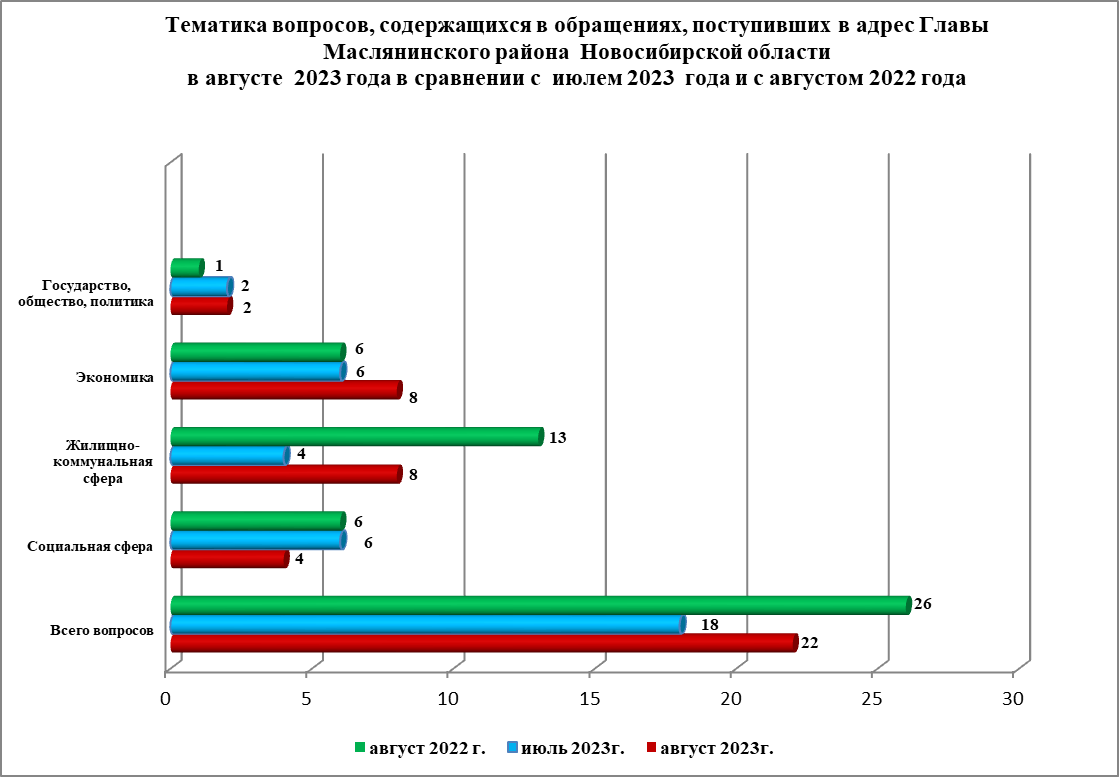 Тематика вопросов, содержащихся в обращениях, поступивших в адрес Главы
Маслянинского района Новосибирской области
в августе 2023 года в сравнении с июлем 2023 года и с августом 2022 года
Государство,
общество, политика
1
2
2
Экономика
6
6
8
Жилищно-
коммунальная
сфера
13
4
8
Социальная сфера
6
6
4
Всего вопросов
26
18
22
0 5 10 15 20 25 30
август 2022 г. июль 2023г. август 2023г.